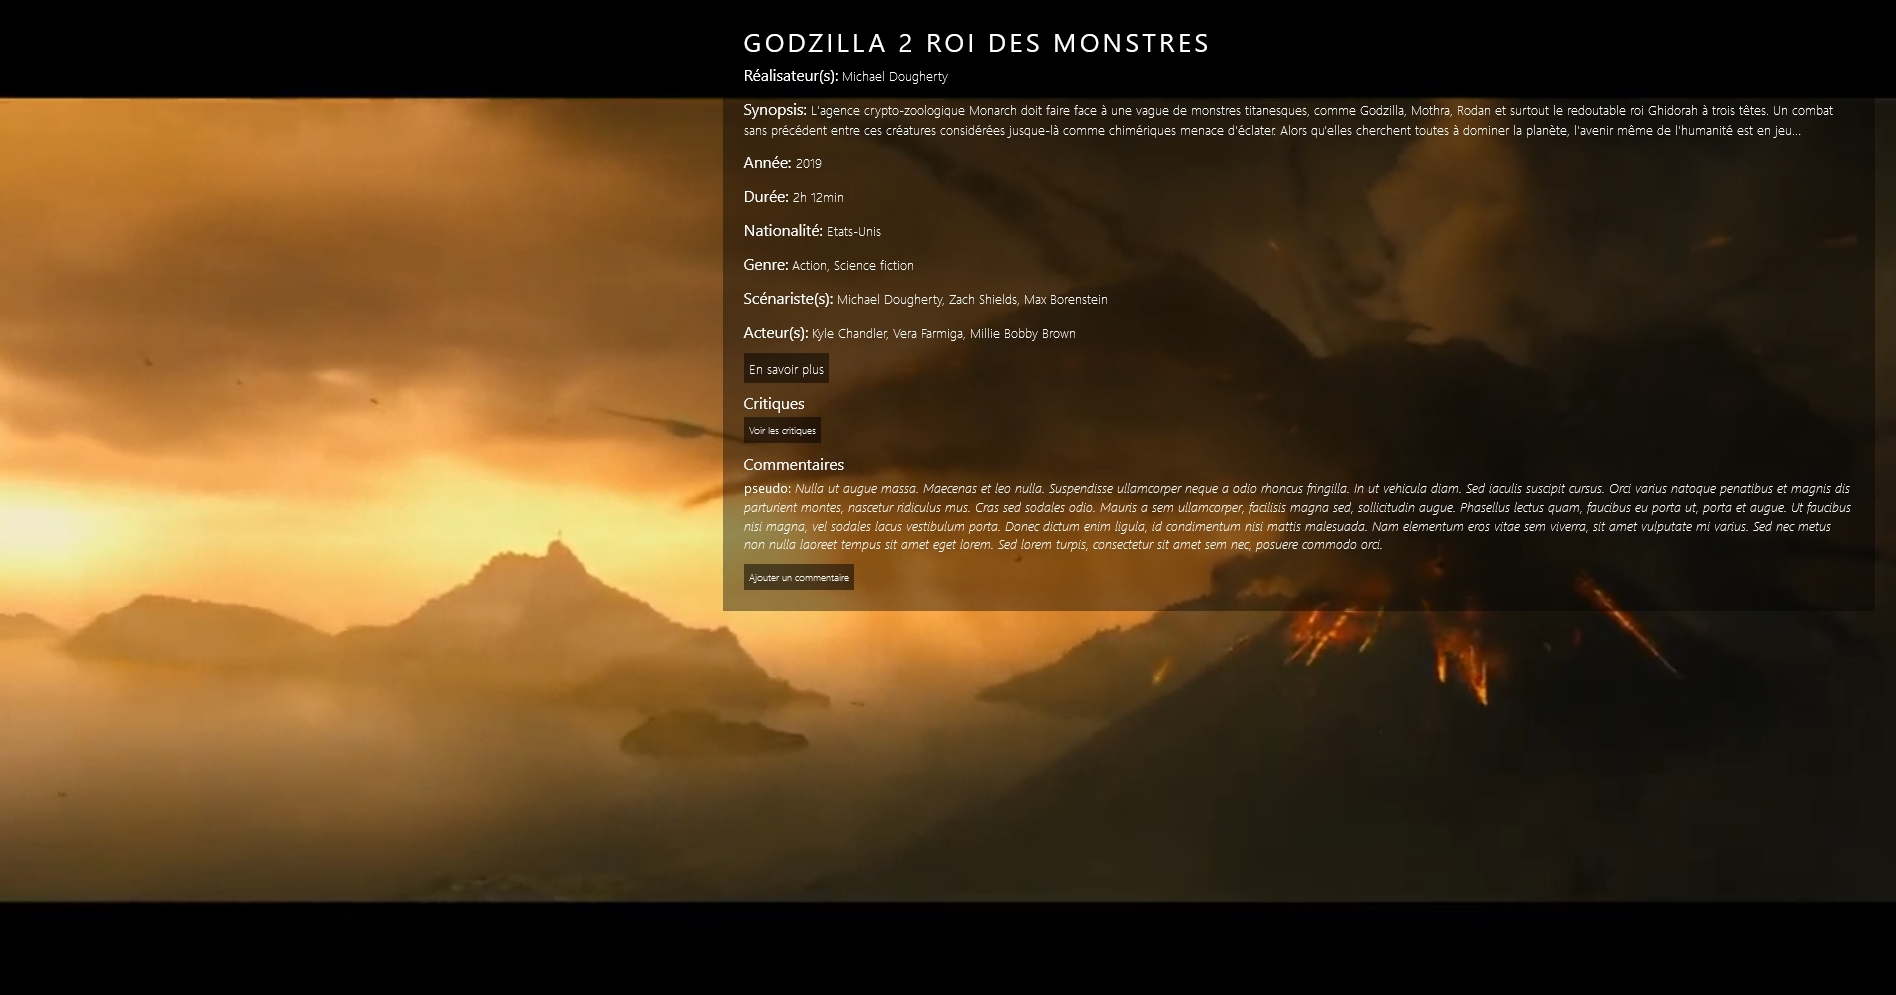 GODZILLA 2 ROI DES MONSTRES
Réalisateur(s): Michael Dougherty
Synopsis: L'agence crypto-zoologique Monarch doit faire face à une vague de monstres titanesques, comme Godzilla, Mothra, Rodan et surtout le redoutable roi Ghidorah à trois têtes. Un combat
sans précédent entre ces créatures considérées jusque-là comme chimériques menace d'éclater. Alors qu'elles cherchent toutes à dominer la planète, l'avenir même de l'humanité est en jeu...
Année: 2019
Durée: 2h 12min
Nationalité: Etats-Unis
Genre: Action, Science fiction
Scénariste(s): Michael Dougherty, Zach Shields, Max Borenstein
Acteur(s): Kyle Chandler, Vera Farmiga, Millie Bobby Brown
En savoir plus
Critiques
Voir les critiques
Commentaires
pseudo: Nulla ut augue massa. Maecenas et leo nulla. Suspendisse ullamcorper neque a odio rhoncus fringilla. In ut vehicula diam. Sed iaculis suscipit cursus. Orci varius natoque penatibus et magnis dis
parturient montes, nascetur ridiculus mus. Cras sed sodales odio. Mauris a sem ullamcorper, facilisis magna sed, sollicitudin augue. Phasellus lectus quam, faucibus eu porta ut, porta et augue. Ut faucibus
nisi magna, vel sodales lacus vestibulum porta. Donec dictum enim ligula, id condimentum nisi mattis malesuada. Nam elementum eros vitae sem viverra, sit amet vulputate mi varius. Sed nec metus
non nulla laoreet tempus sit amet eget lorem. Sed lorem turpis, consectetur sit amet sem nec, posuere commodo orci.
Ajouter un commentaire